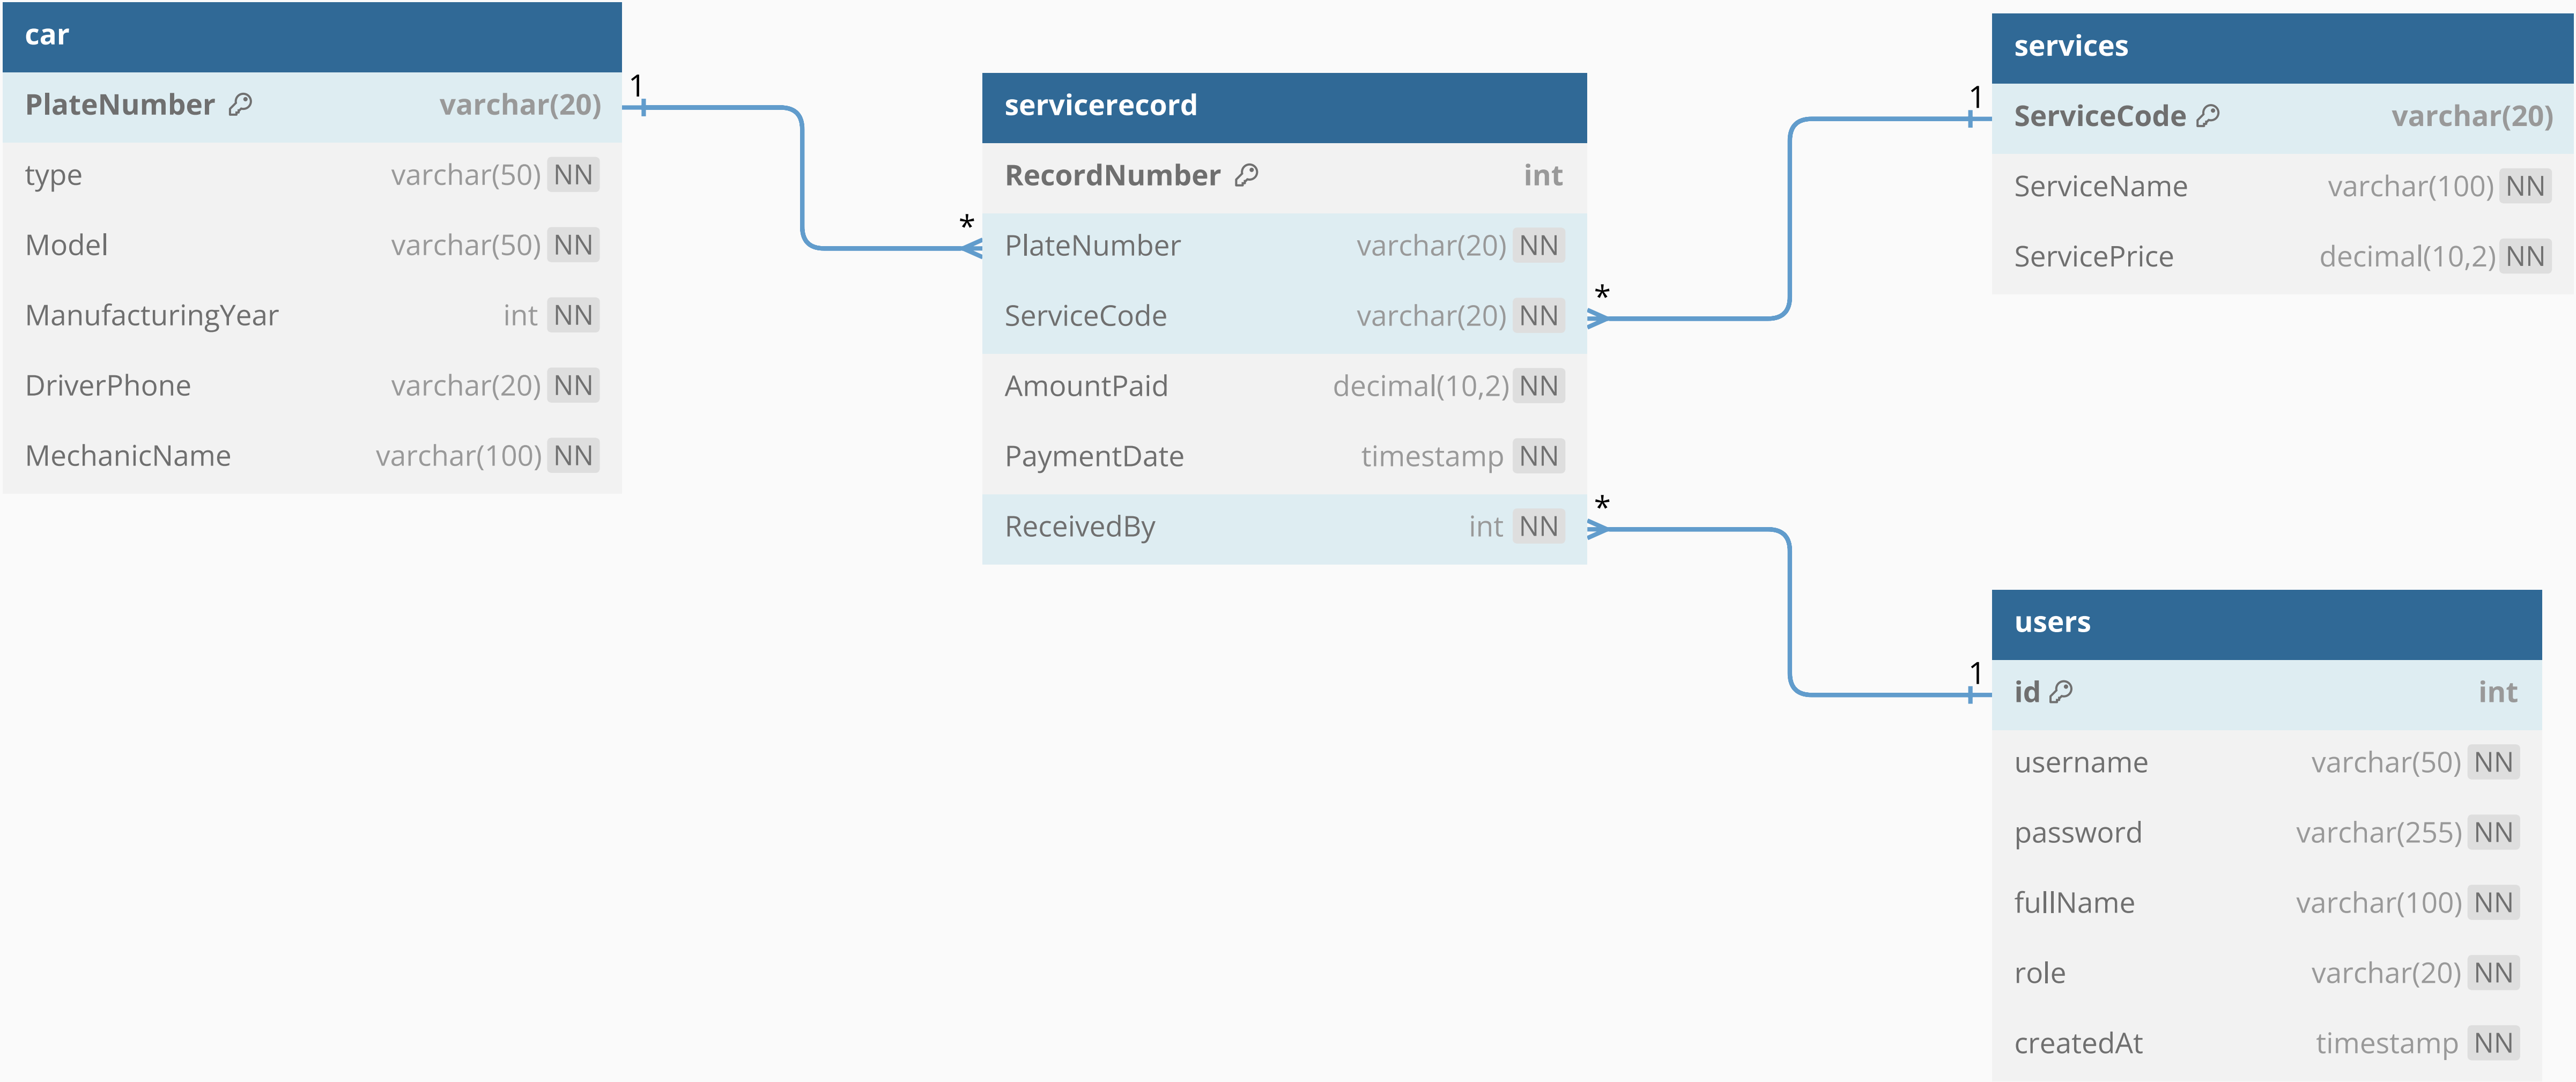 car
PlateNumber varchar(20)
type varchar(50) NN
Model varchar(50) NN
ManufacturingYear int NN
DriverPhone varchar(20) NN
MechanicName varchar(100) NN
1
*
servicerecord
RecordNumber int
PlateNumber varchar(20) NN
ServiceCode varchar(20) NN
AmountPaid decimal(10,2) NN
PaymentDate timestamp NN
ReceivedBy int NN
*
1
services
ServiceCode varchar(20)
ServiceName varchar(100) NN
ServicePrice decimal(10,2) NN
*
1
users
id int
username varchar(50) NN
password varchar(255) NN
fullName varchar(100) NN
role varchar(20) NN
createdAt timestamp NN